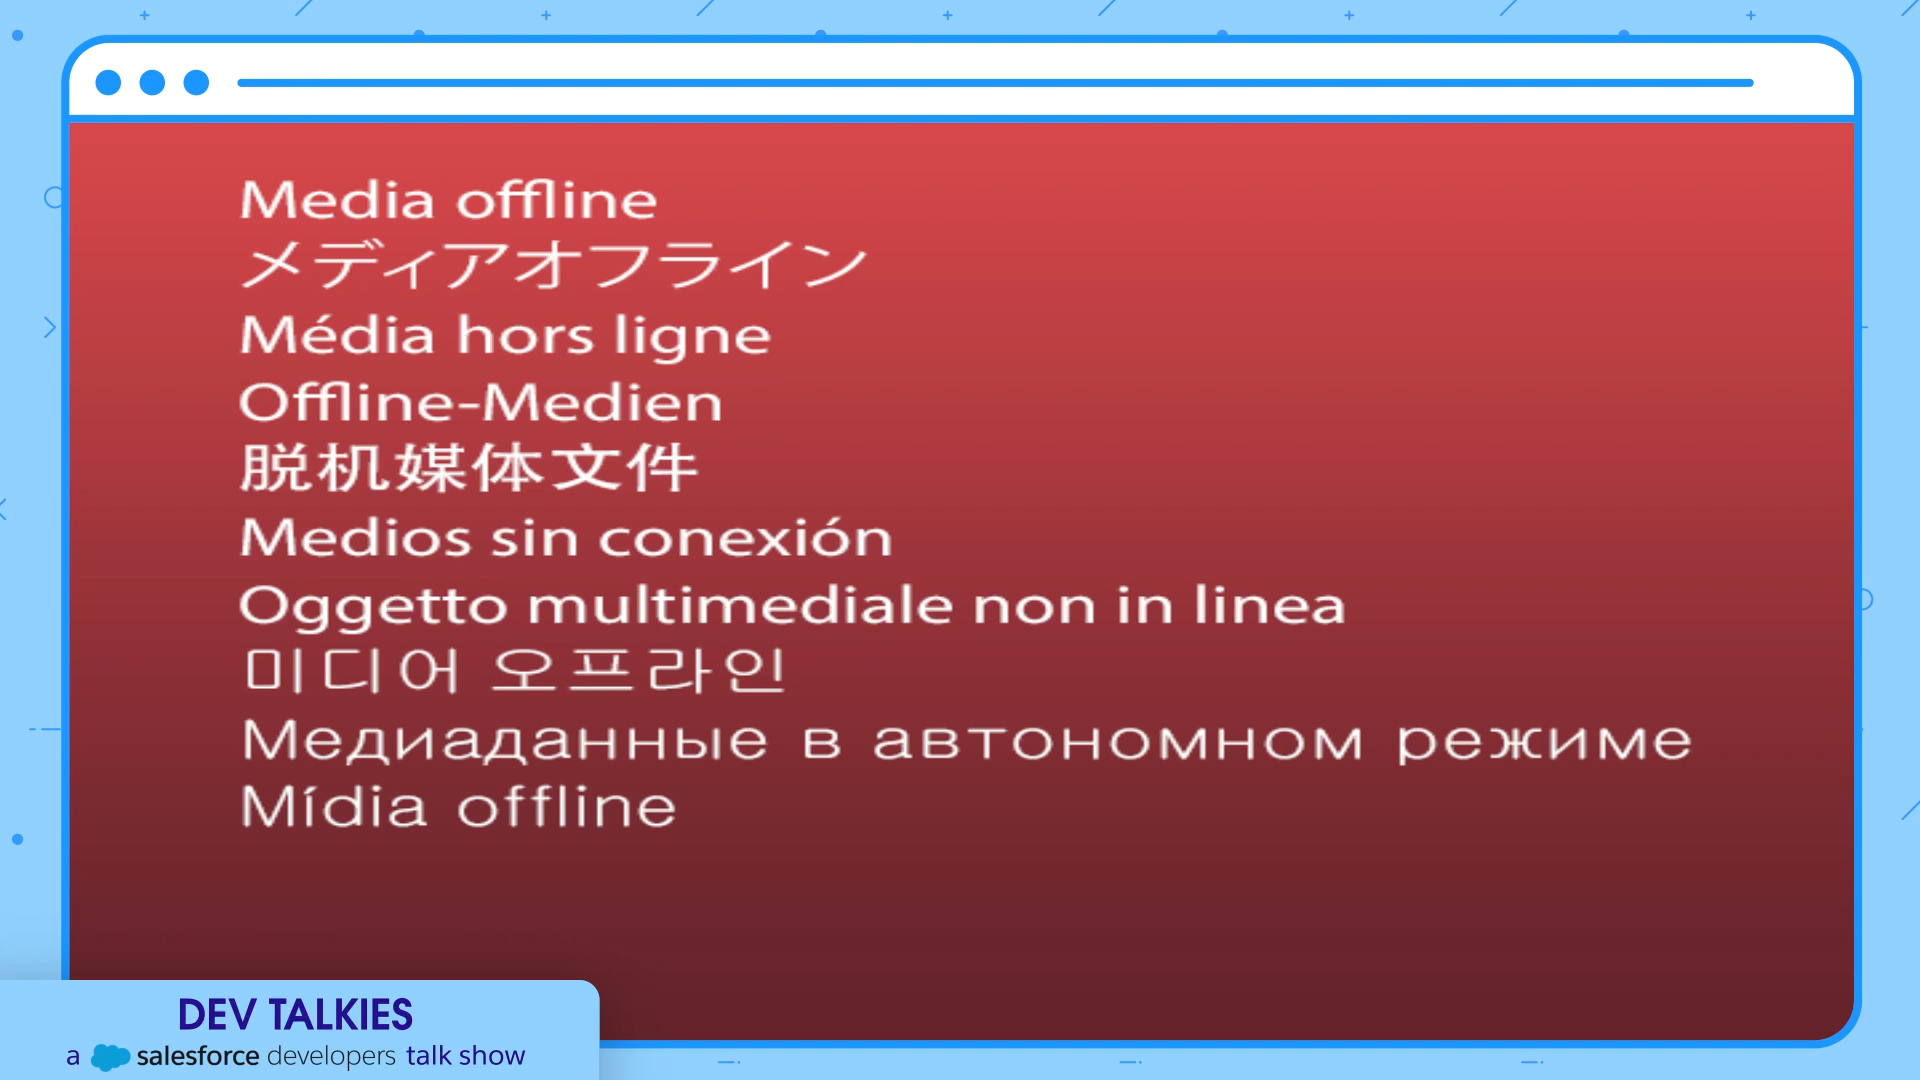 Media offline
メディアオフライン
Média hors ligne
Offline-Medien
脱机媒体文件
Medios sin conexión
Oggetto multimediale non in linea
미디어 오프라인
Медиаданные в автономном режиме
Mídia offline
DEV TALKIES
a salesforce developers talk show